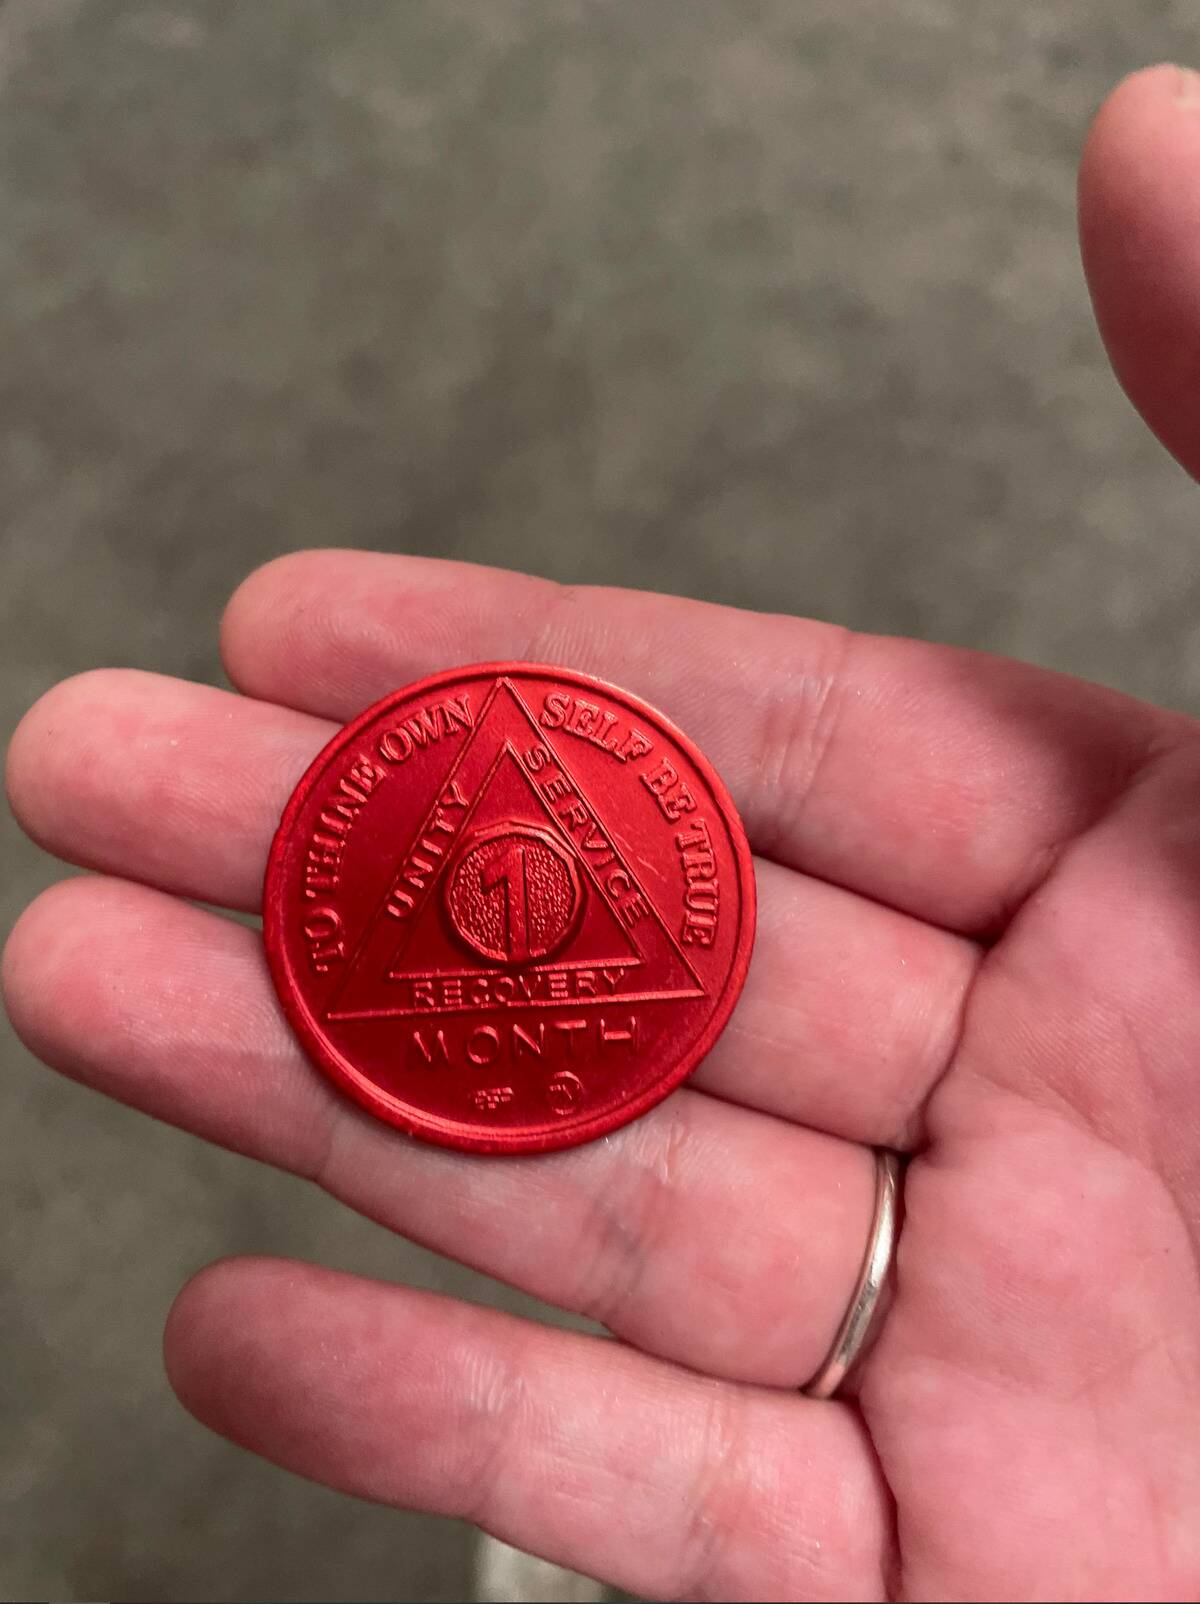 TO THINE OWN SELF BE TRUE
UNITY
SERVICE
1
RECOVERY
MONTH